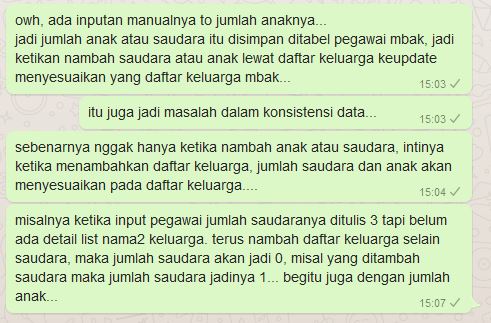 owh, ada inputan manualnya to jumlah anaknya...
jadi jumlah anak atau saudara itu disimpan ditabel pegawai mbak, jadi
ketikan nambah saudara atau anak lewat daftar keluarga keupdate
menyesuaikan yang daftar keluarga mbak...
15:03
itu juga jadi masalah dalam konsistensi data...
15:03
sebenarnya nggak hanya ketika nambah anak atau saudara, intinya
ketika menambahkan daftar keluarga, jumlah saudara dan anak akan
menyesuaikan pada daftar keluarga....
15:04
misalnya ketika input pegawai jumlah saudaranya ditulis 3 tapi belum
ada detail list nama2 keluarga. terus nambah daftar keluarga selain
saudara, maka jumlah saudara akan jadi 0, misal yang ditambah
saudara maka jumlah saudara jadinya 1... begitu juga dengan jumlah
anak...
15:07